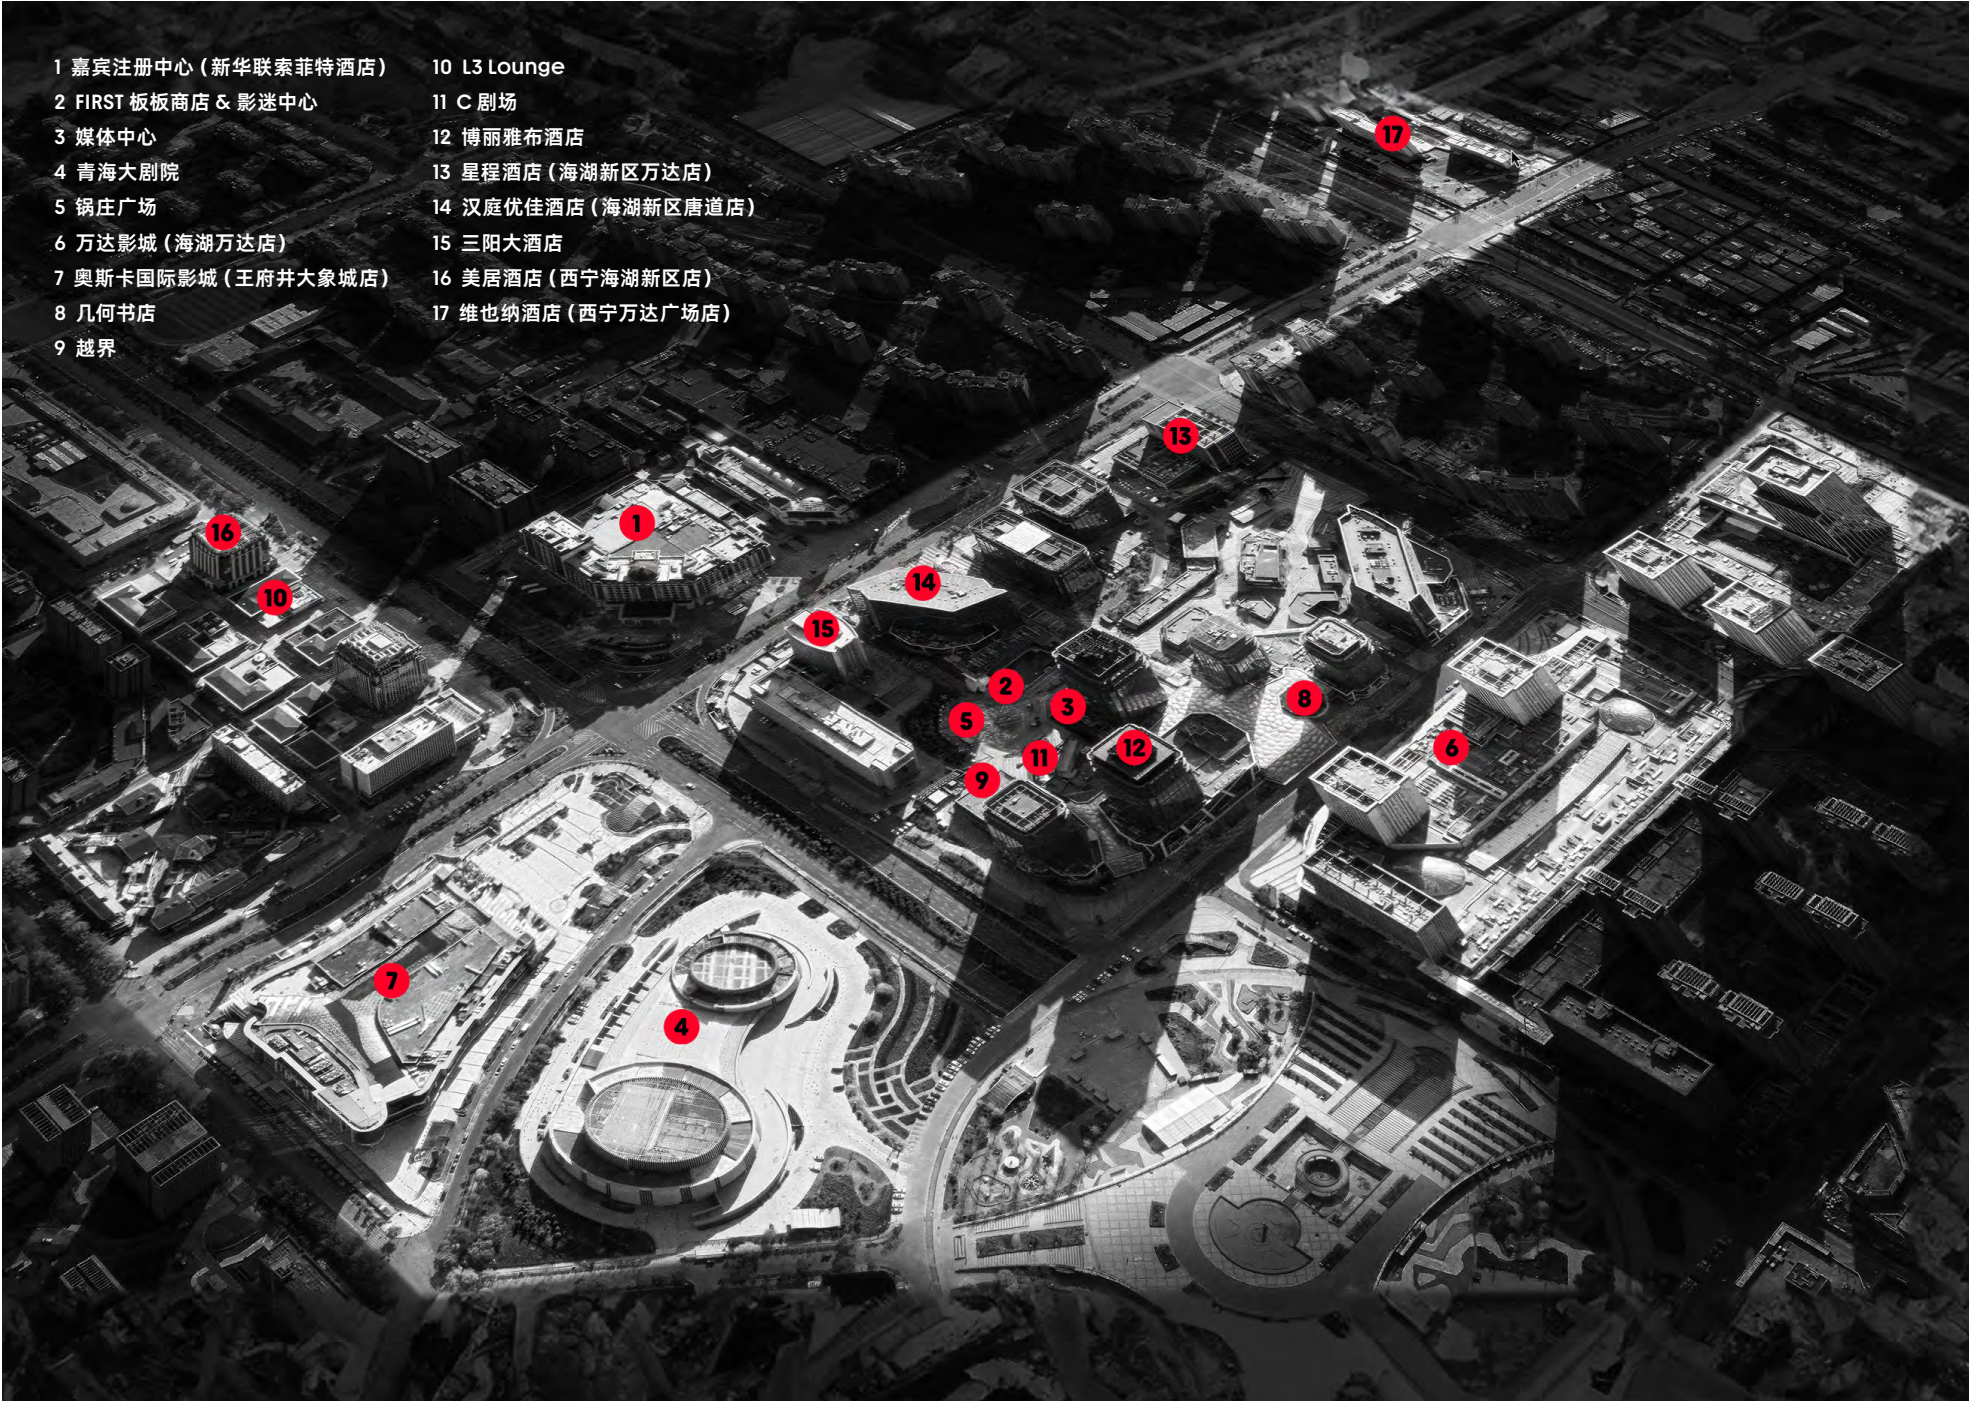 1 嘉宾注册中心 (新华联索菲特酒店)
2 FIRST 板板商店 & 影迷中心
3 媒体中心
4 青海大剧院
5 锅庄广场
6 万达影城 (海湖万达店)
7 奥斯卡国际影城 (王府井大象城店)
8 几何书店
9 越界
10 L3 Lounge
11 C 剧场
12 博丽雅布酒店
13 星程酒店 (海湖新区万达店)
14 汉庭优佳酒店 (海湖新区唐道店)
15 三阳大酒店
16 美居酒店 (西宁海湖新区店)
17 维也纳酒店 (西宁万达广场店)
17
13
16
1
14
10
15
2
8
3
5
12
6
11
9
7
4